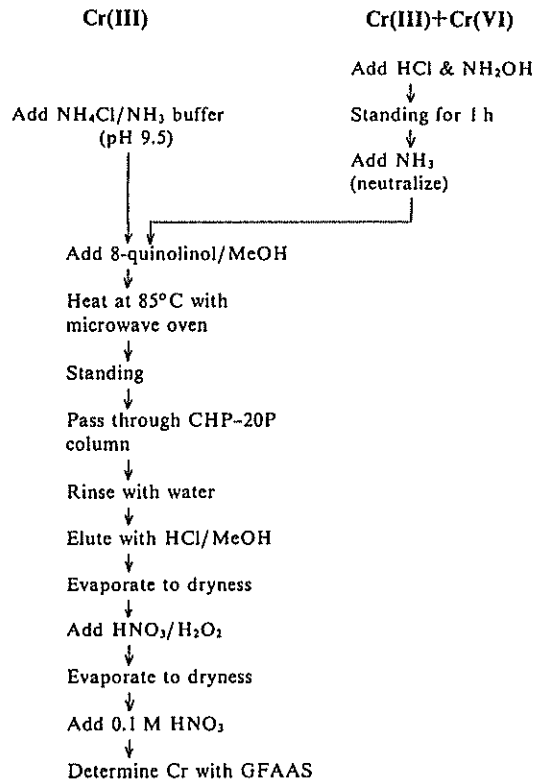 Cr(III)
Cr(III)+Cr(VI)
Add HCl & NH₂OH
Standing for 1 h
Add NH₃
(neutralize)
Add NH₄Cl/NH₃ buffer
(pH 9.5)
Add 8-quinolinol/MeOH
Heat at 85°C with
microwave oven
Standing
Pass through CHP-20P
column
Rinse with water
Elute with HCl/MeOH
Evaporate to dryness
Add HNO₃/H₂O₂
Evaporate to dryness
Add 0.1 M HNO₃
Determine Cr with GFAAS